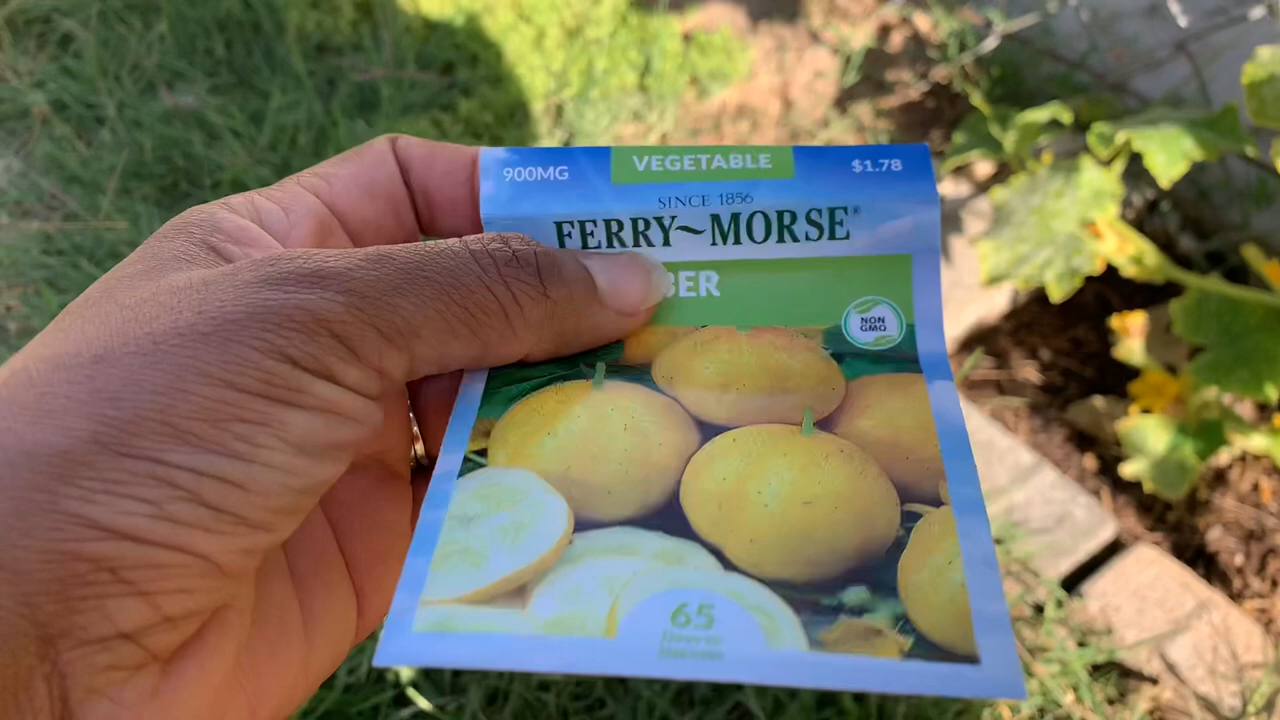 900MG
VEGETABLE
$1.78
SINCE 1856
FERRY~MORSE®
BER
NON
GMO
65